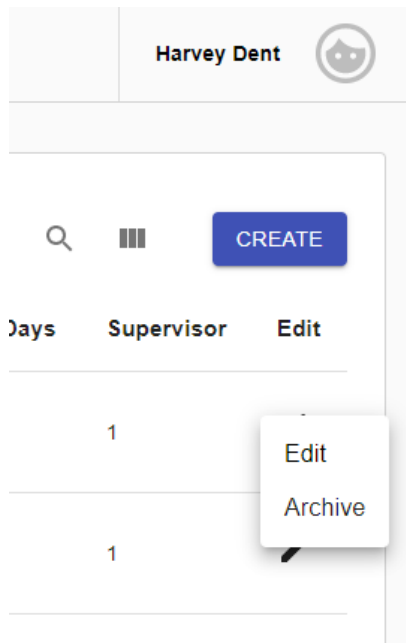 Harvey Dent
CREATE
Days Supervisor Edit
1
Edit
Archive
1